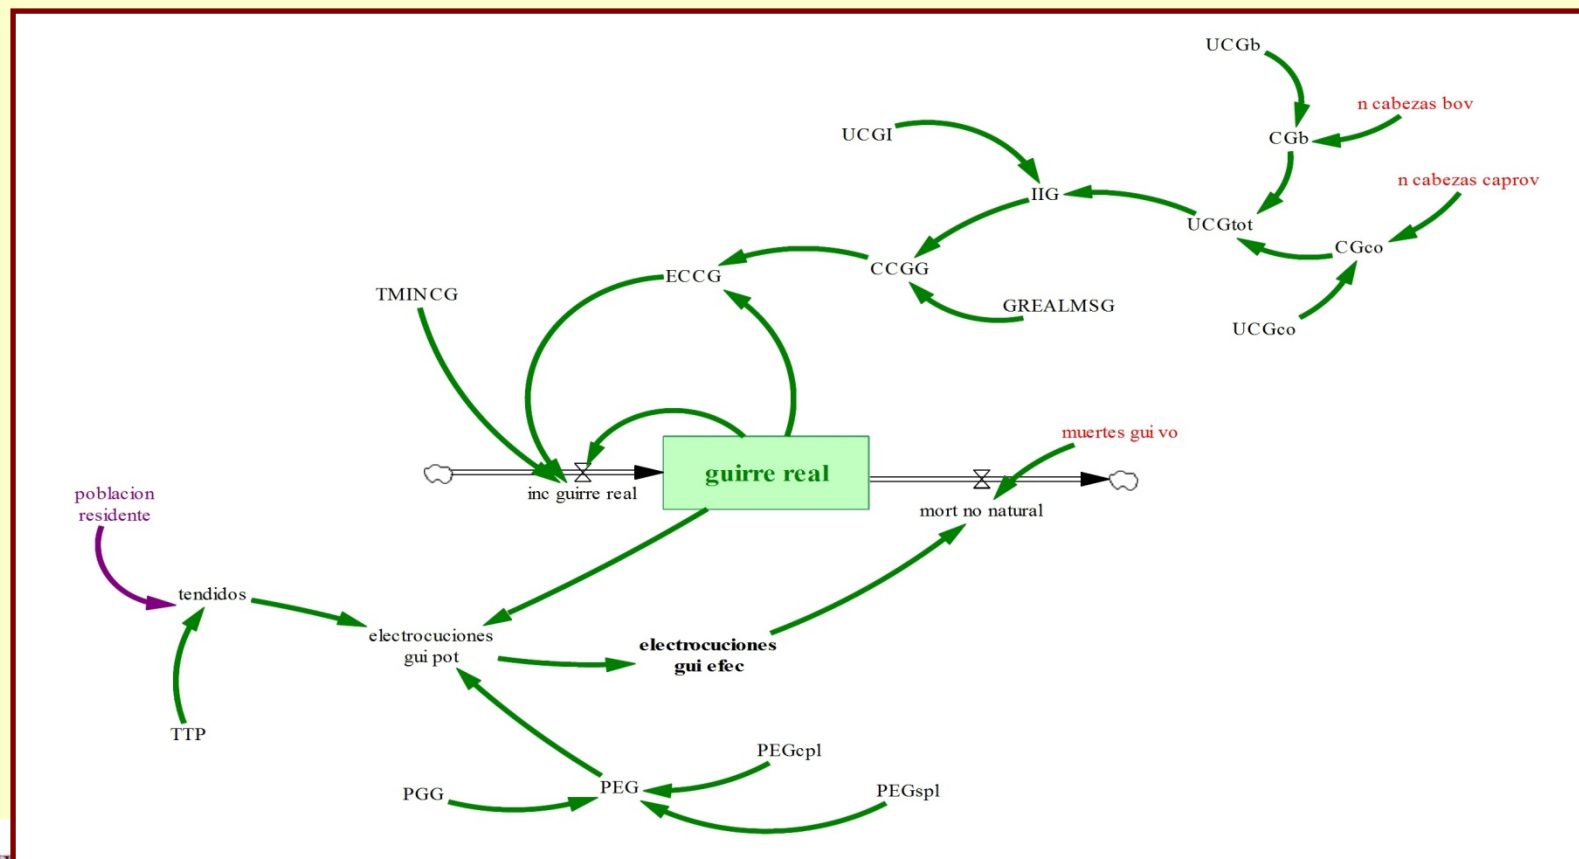 UCGb
n cabezas bov
UCGI
CGb
n cabezas caprov
IIG
UCGtot
CGco
CCGG
ECCG
TMINCG
GREALMSG
UCGco
muertes gui vo
guirre real
inc guirre real
mort no natural
poblacion
residente
tendidos
electrocuciones
gui pot
electrocuciones
gui efec
TTP
PEGcpl
PEG
PGG
PEGspl